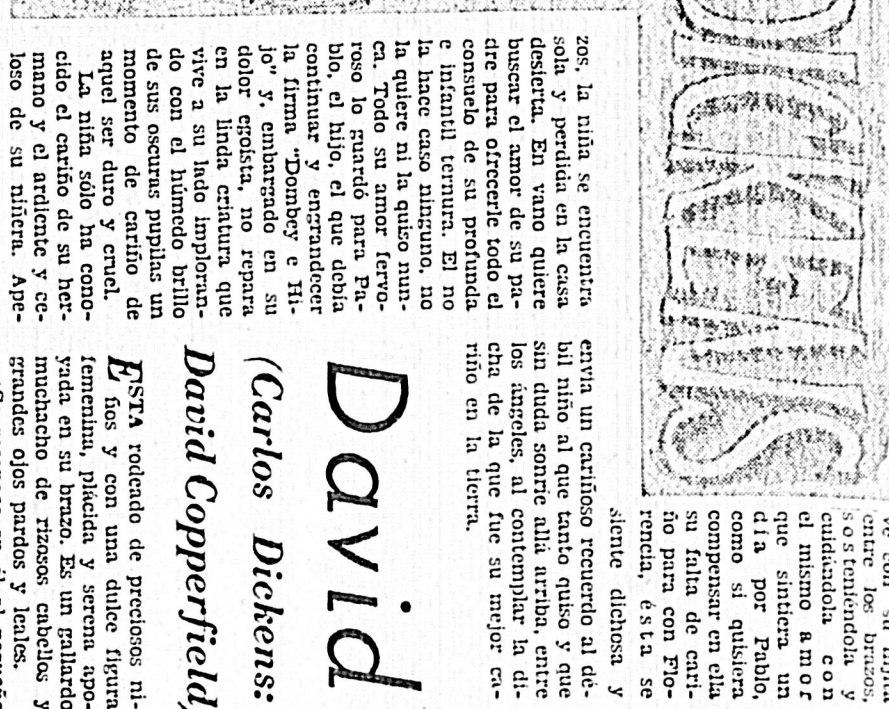 DICKENS
zos, la niña se encuentra
sola y perdida en la casa
desierta. En vano quiere
buscar el amor de su pa-
dre para ofrecerle todo el
consuelo de su profunda
e infantil ternura. El no
la hace caso ninguno, no
la quiere ni la quiso nun-
ca. Todo su amor fervo-
roso lo guardó para Pa-
blo, el hijo, el que debía
continuar y engrandecer
la firma "Dombey e Hi-
jo" y, embargado en su
dolor egoísta, no repara
en la linda criatura que
vive a su lado imploran-
do con el húmedo brillo
de sus oscuras pupilas un
momento de cariño de
aquel ser duro y cruel.
La niña sólo ha cono-
cido el cariño de su her-
mano y el ardiente y ce-
loso de su niñera. Ape-
entre los brazos,
sosteniéndola y
cuidándola con
el mismo amor
que sintiera un
día por Pablo,
como si quisiera
compensar en ella
su falta de cari-
ño para con Flo-
rencia, ésta se
siente dichosa y
envía un cariñoso recuerdo al dé-
bil niño al que tanto quiso y que
sin duda sonríe allá arriba, entre
los ángeles, al contemplar la di-
cha de la que fue su mejor ca-
riño en la tierra.
David
(Carlos Dickens:
David Copperfield,
ESTA rodeado de preciosos ni-
ños y con una dulce figura
femenina, plácida y serena apo-
yada en su brazo. Es un gallardo
muchacho de rizosos cabellos y
grandes ojos pardos y leales.